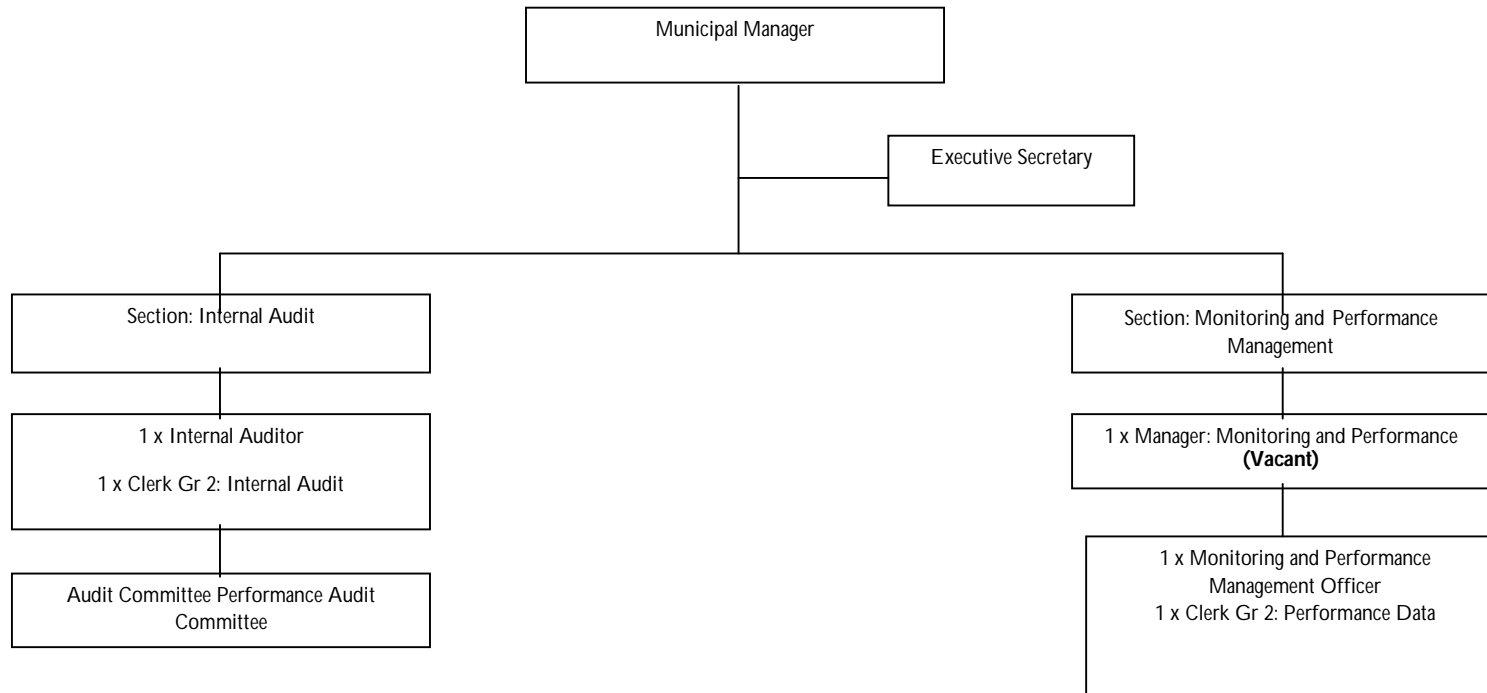 Municipal Manager
Executive Secretary
Section: Internal Audit
1 x Internal Auditor
1 x Clerk Gr 2: Internal Audit
Audit Committee Performance Audit
Committee
Section: Monitoring and Performance
Management
1 x Manager: Monitoring and Performance
(Vacant)
1 x Monitoring and Performance
Management Officer
1 x Clerk Gr 2: Performance Data